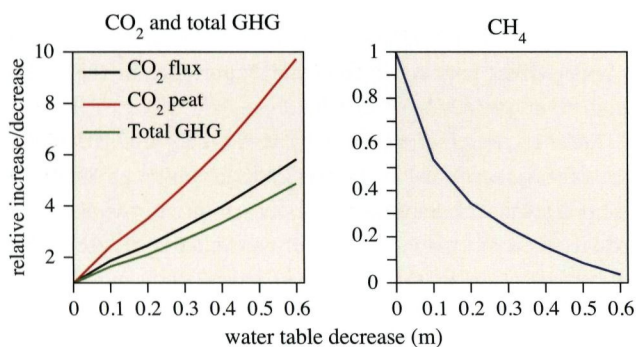 CO2 and total GHG
relative increase/decrease
10
8
6
4
2
CO2 flux
CO2 peat
Total GHG
0 0.1 0.2 0.3 0.4 0.5 0.6
CH4
1
0.8
0.6
0.4
0.2
0
0 0.1 0.2 0.3 0.4 0.5 0.6
water table decrease (m)